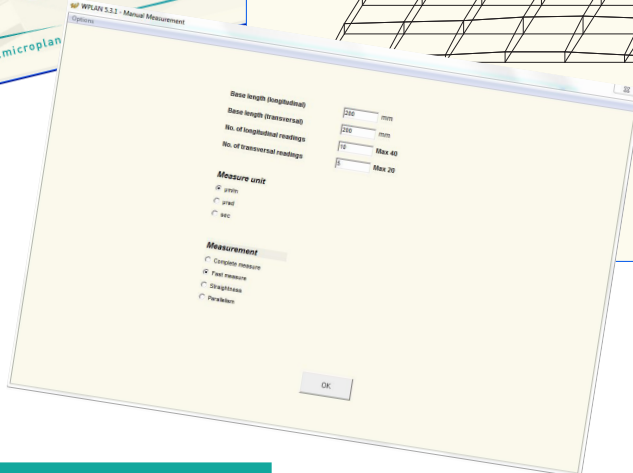 WPLAN 5.3.1 - Manual Measurement
Options
microplan
Base length (longitudinal) 200 mm
Base length (transversal) 200 mm
No. of longitudinal readings 10 Max 40
No. of transversal readings 5 Max 20
Measure unit
µm/m
µrad
sec
Measurement
Complete measure
Fast measure
Straightness
Paralelism
OK